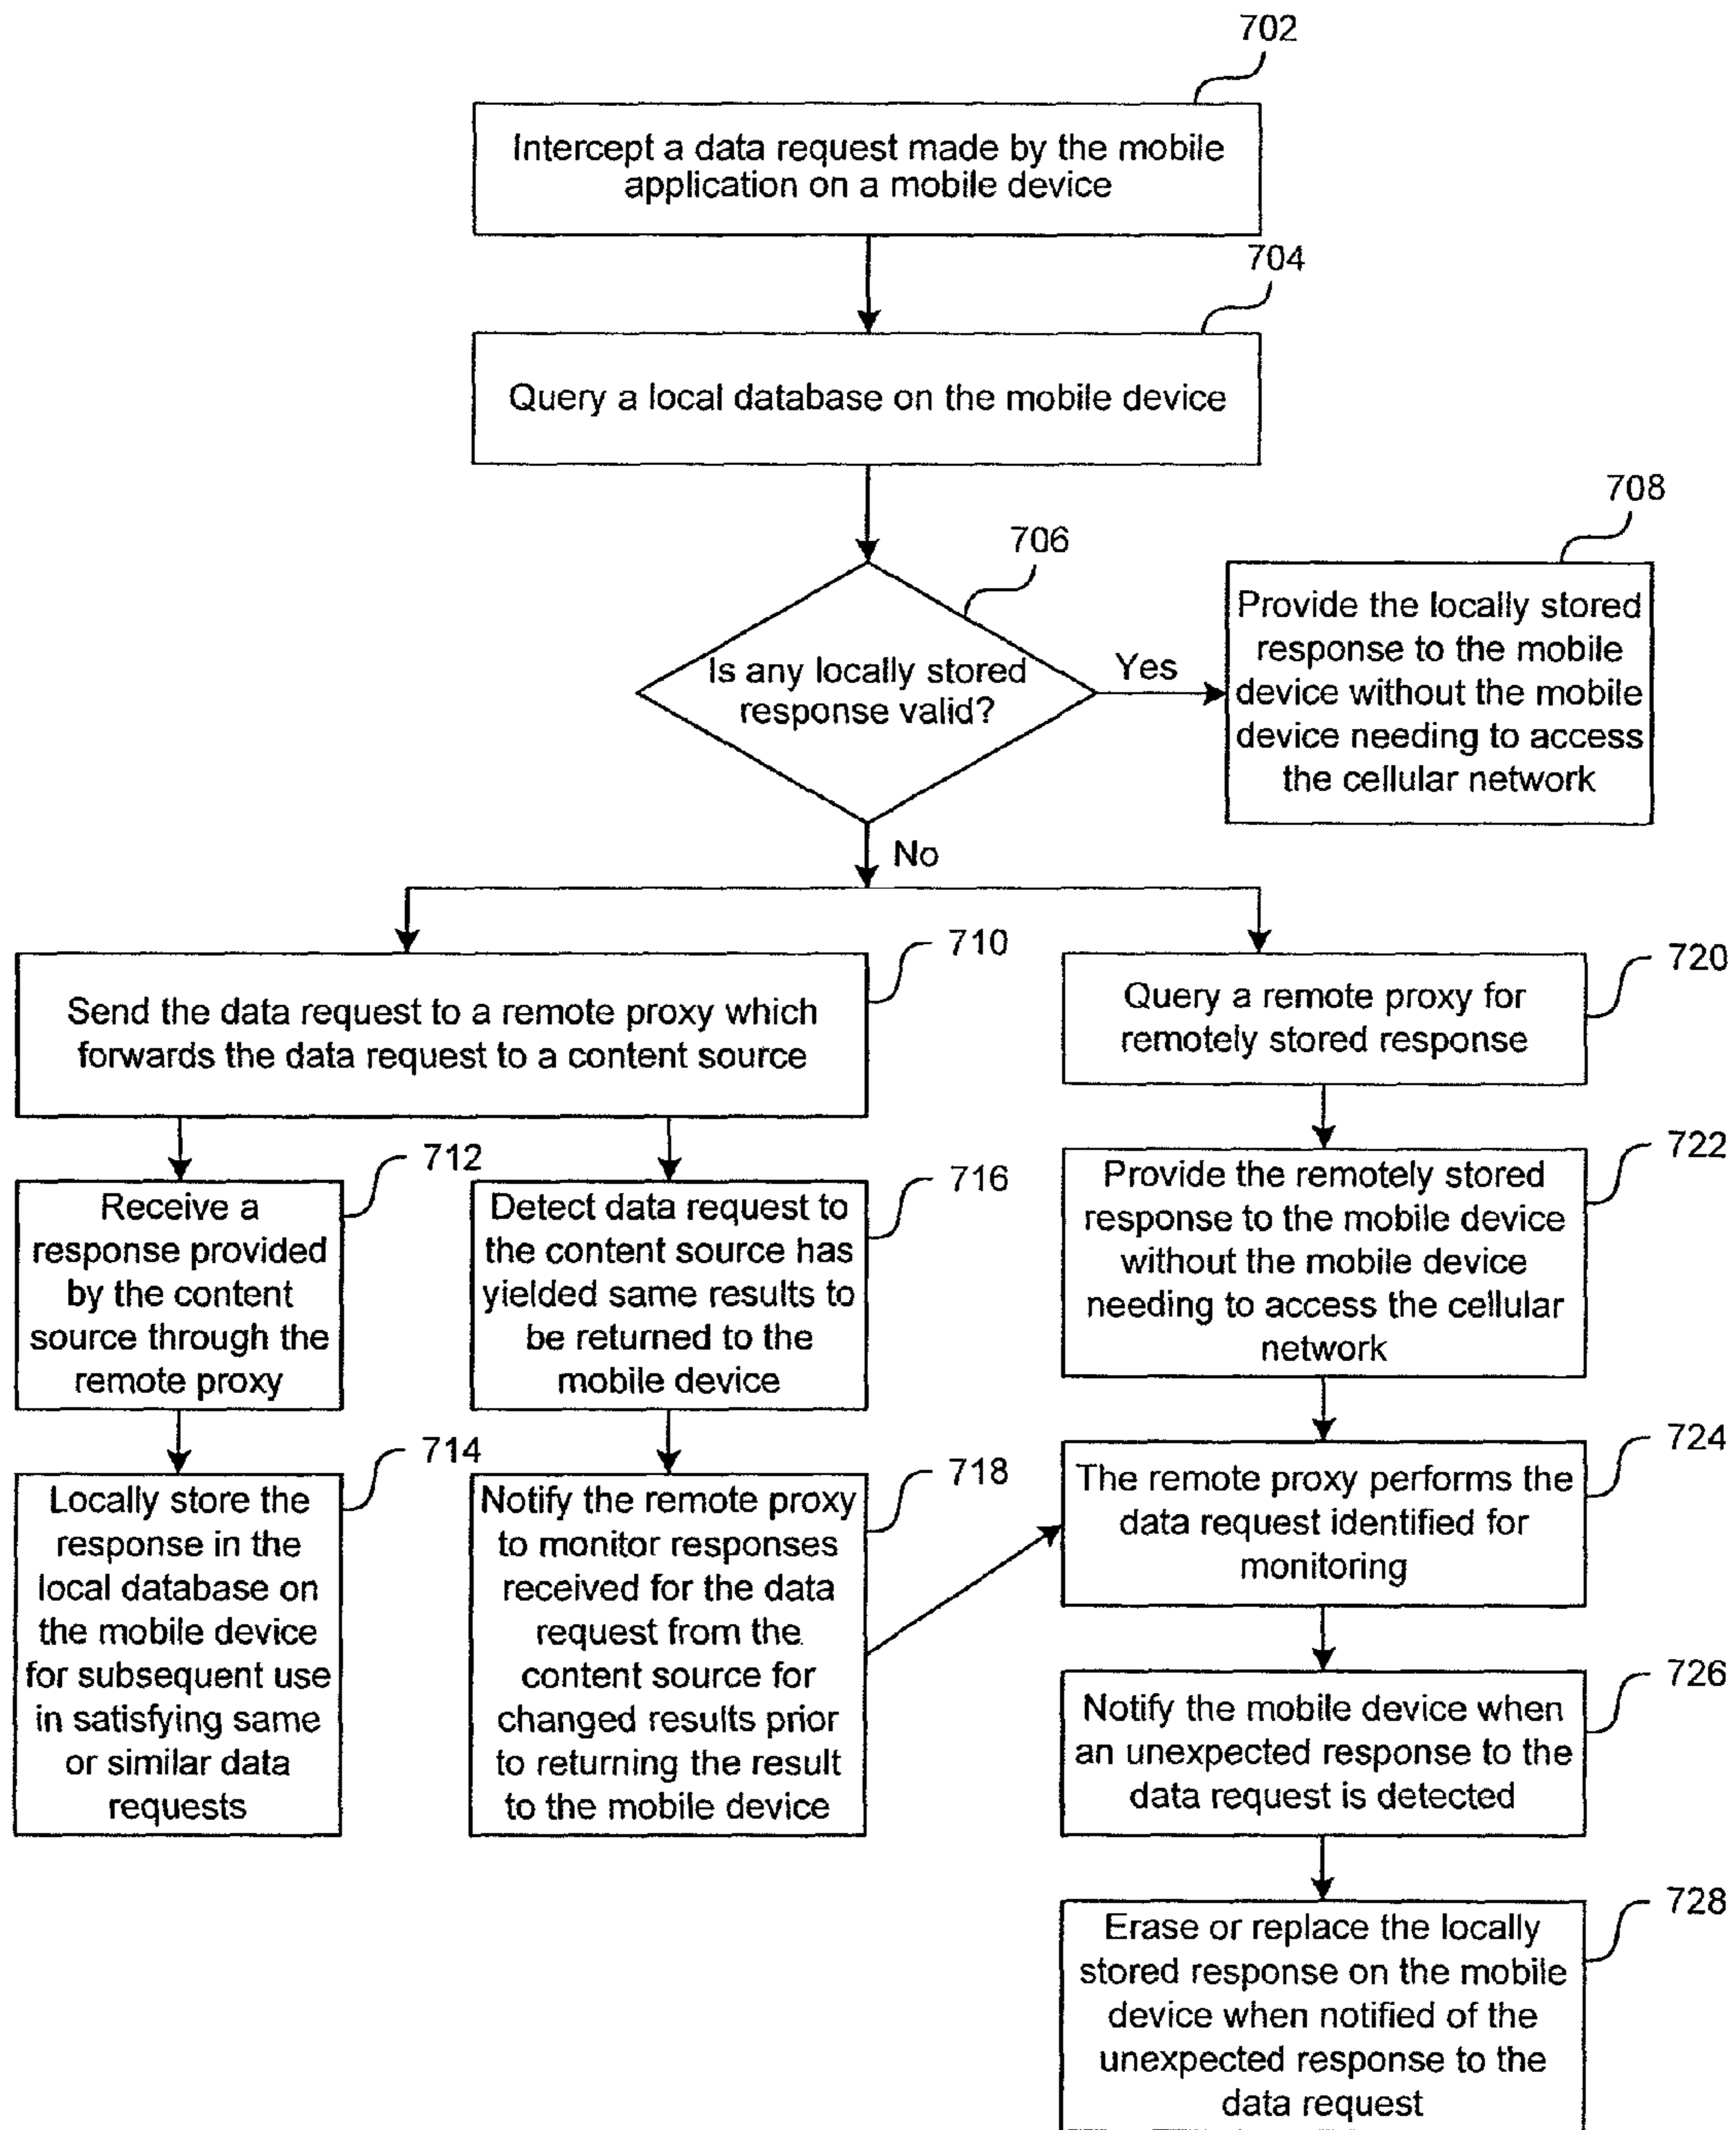 702
Intercept a data request made by the mobile
application on a mobile device
704
Query a local database on the mobile device
706
Is any locally stored
response valid?
Yes
No
708
Provide the locally stored
response to the mobile
device without the mobile
device needing to access
the cellular network
710
Send the data request to a remote proxy which
forwards the data request to a content source
712
Receive a
response provided
by the content
source through the
remote proxy
714
Locally store the
response in the
local database on
the mobile device
for subsequent use
in satisfying same
or similar data
requests
716
Detect data request to
the content source has
yielded same results to
be returned to the
mobile device
718
Notify the remote proxy
to monitor responses
received for the data
request from the
content source for
changed results prior
to returning the result
to the mobile device
720
Query a remote proxy for
remotely stored response
722
Provide the remotely stored
response to the mobile device
without the mobile device
needing to access the cellular
network
724
The remote proxy performs the
data request identified for
monitoring
726
Notify the mobile device when
an unexpected response to the
data request is detected
728
Erase or replace the locally
stored response on the mobile
device when notified of the
unexpected response to the
data request